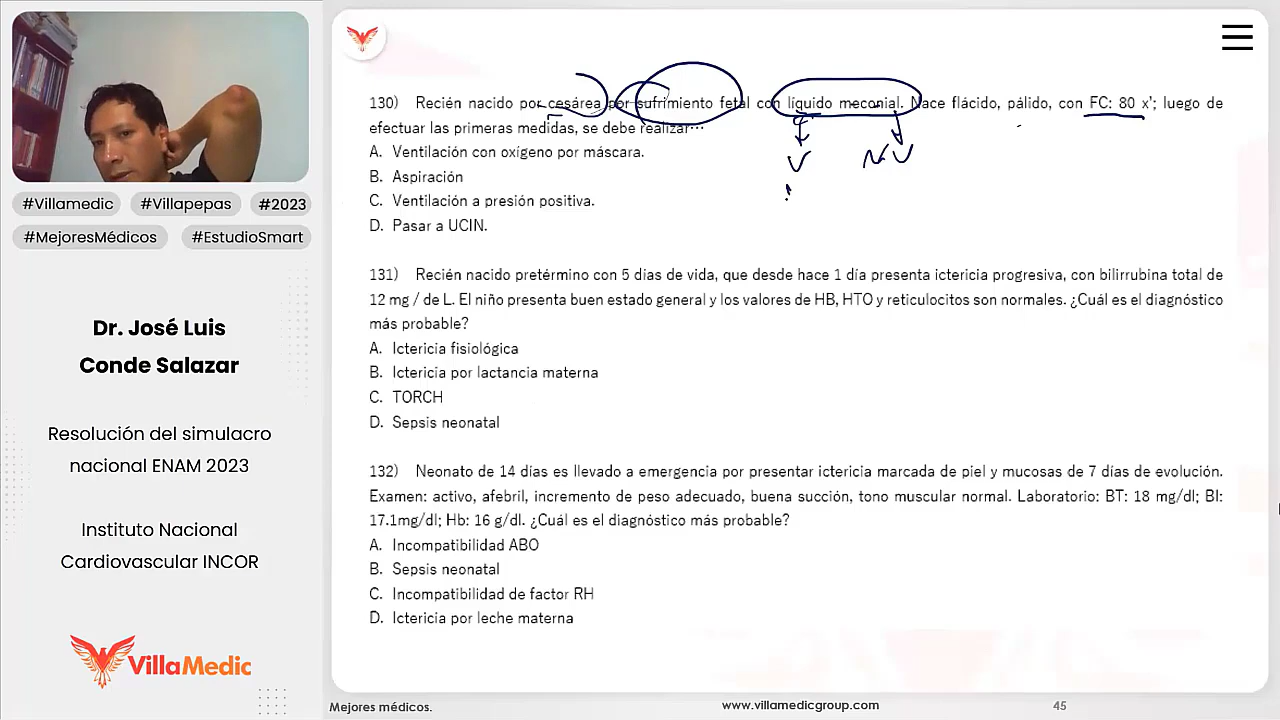 #Villamedic #Villapepas #2023
#MejoresMédicos #EstudioSmart
Dr. José Luis
Conde Salazar
Resolución del simulacro
nacional ENAM 2023
Instituto Nacional
Cardiovascular INCOR
VillaMedic
130) Recién nacido por cesárea por sufrimiento fetal con líquido meconial. Nace flácido, pálido, con FC: 80 x'; luego de
efectuar las primeras medidas, se debe realizar…
A. Ventilación con oxígeno por máscara.
B. Aspiración
C. Ventilación a presión positiva.
D. Pasar a UCIN.
V
NV
131) Recién nacido pretérmino con 5 días de vida, que desde hace 1 día presenta ictericia progresiva, con bilirrubina total de
12 mg / de L. El niño presenta buen estado general y los valores de HB, HTO y reticulocitos son normales. ¿Cuál es el diagnóstico
más probable?
A. Ictericia fisiológica
B. Ictericia por lactancia materna
C. TORCH
D. Sepsis neonatal
132) Neonato de 14 días es llevado a emergencia por presentar ictericia marcada de piel y mucosas de 7 días de evolución.
Examen: activo, afebril, incremento de peso adecuado, buena succión, tono muscular normal. Laboratorio: BT: 18 mg/dl; BI:
17.1mg/dl; Hb: 16 g/dl. ¿Cuál es el diagnóstico más probable?
A. Incompatibilidad ABO
B. Sepsis neonatal
C. Incompatibilidad de factor RH
D. Ictericia por leche materna
Mejores médicos. www.villamedicgroup.com 45